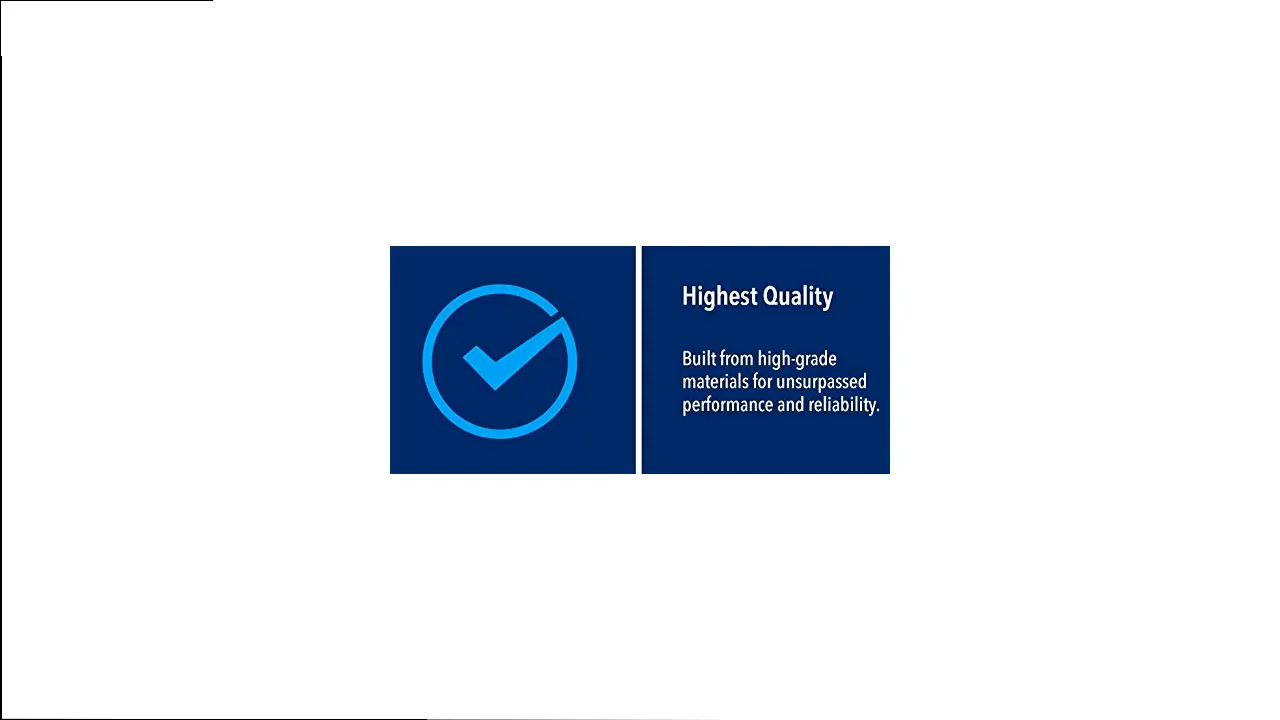 Highest Quality
Built from high-grade
materials for unsurpassed
performance and reliability.